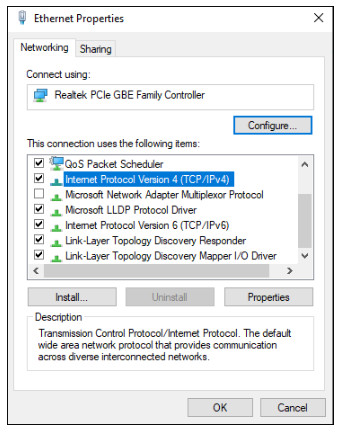 Ethernet Properties
Networking
Sharing
Connect using:
Realtek PCIe GBE Family Controller
Configure...
This connection uses the following items:
QoS Packet Scheduler
Internet Protocol Version 4 (TCP/IPv4)
Microsoft Network Adapter Multiplexor Protocol
Microsoft LLDP Protocol Driver
Internet Protocol Version 6 (TCP/IPv6)
Link-Layer Topology Discovery Responder
Link-Layer Topology Discovery Mapper I/O Driver
Install...
Uninstall
Properties
Description
Transmission Control Protocol/Internet Protocol. The default
wide area network protocol that provides communication
across diverse interconnected networks.
OK
Cancel